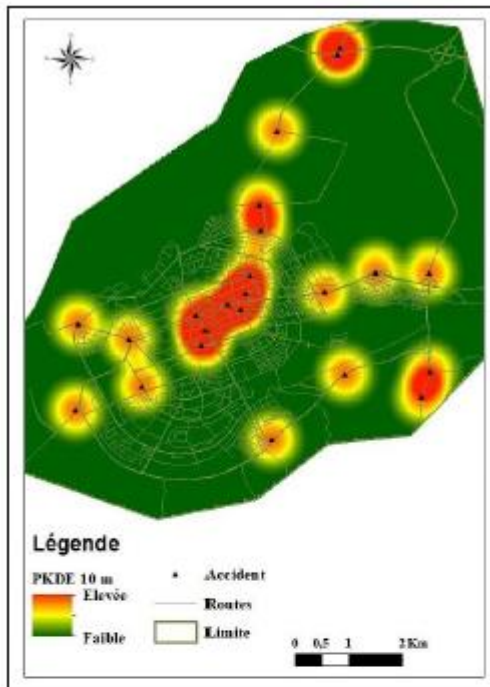 Légende
PKDE 10 m
Elevée
Faible
Accident
Routes
Limite
0 0,5 1 2 Km